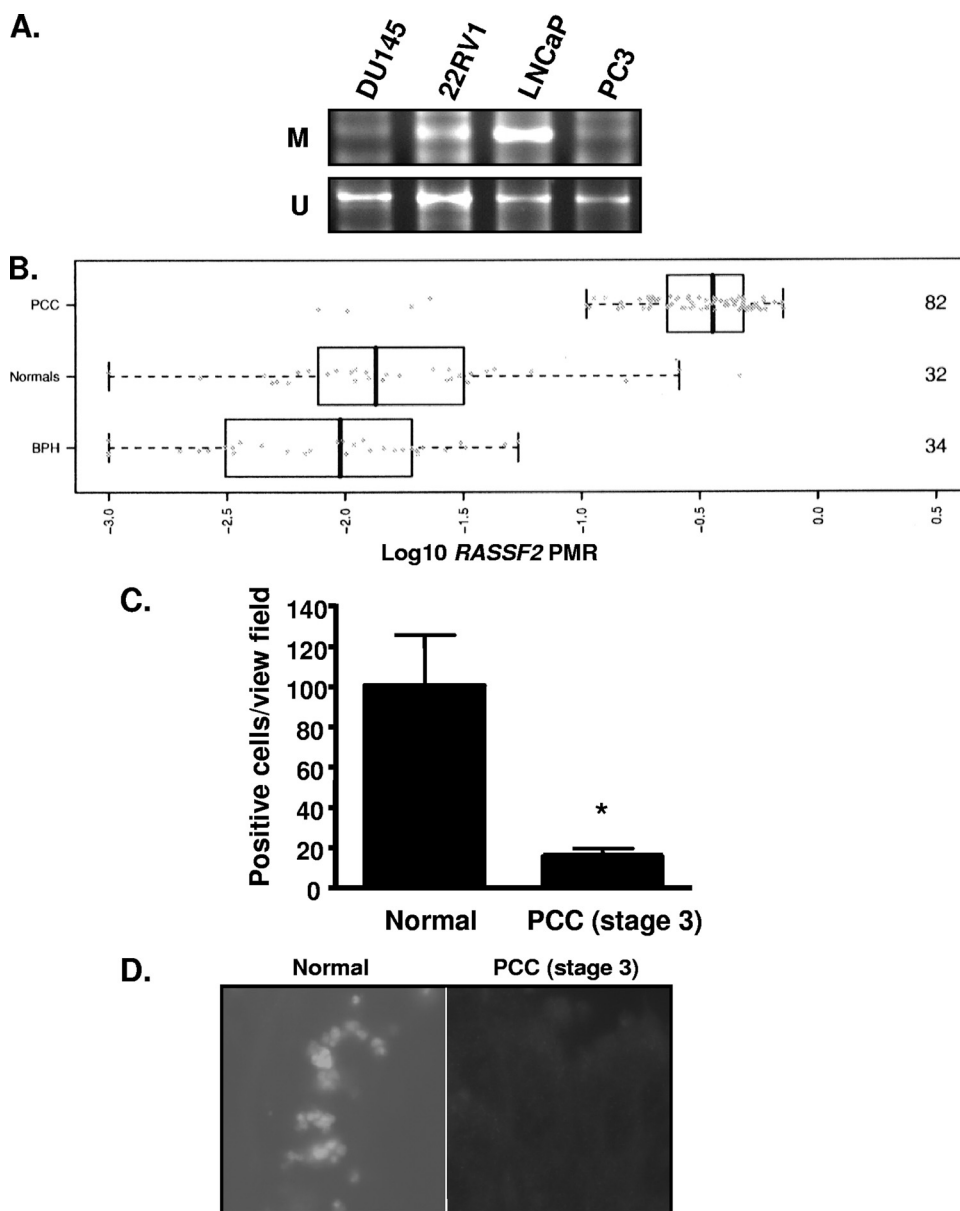 A.
DU145 22RV1 LNCaP PC3
M
U
B.
PCC 82
Normals 32
BPH 34
-3.0 -2.5 -2.0 -1.5 -1.0 -0.5 0.0 0.5
Log10 RASSF2 PMR
C.
Positive cells/view field
140
120
100
80
60
40
20
0
*
Normal PCC (stage 3)
D.
Normal PCC (stage 3)